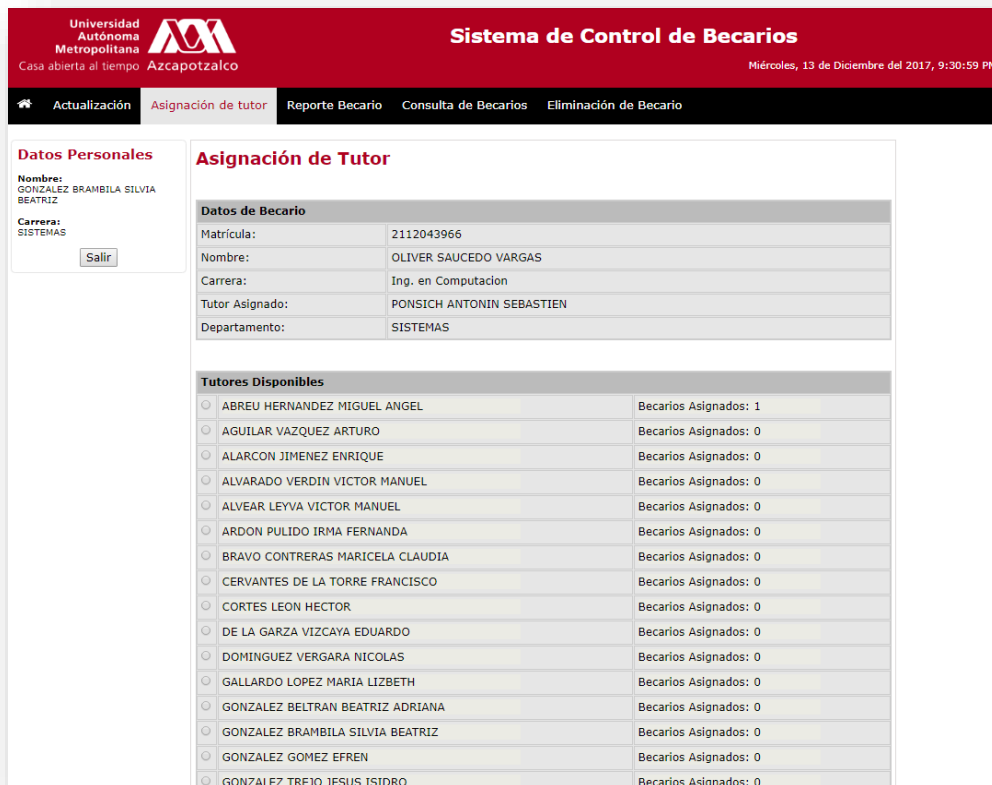 Universidad
Autónoma
Metropolitana
Casa abierta al tiempo Azcapotzalco
Sistema de Control de Becarios
Miércoles, 13 de Diciembre del 2017, 9:30:59 PM
Actualización Asignación de tutor Reporte Becario Consulta de Becarios Eliminación de Becario
Datos Personales
Nombre:
GONZALEZ BRAMBILA SILVIA
BEATRIZ
Carrera:
SISTEMAS
Salir
Asignación de Tutor
Datos de Becario
Matrícula: 2112043966
Nombre: OLIVER SAUCEDO VARGAS
Carrera: Ing. en Computacion
Tutor Asignado: PONSICH ANTONIN SEBASTIEN
Departamento: SISTEMAS
Tutores Disponibles
ABREU HERNANDEZ MIGUEL ANGEL Becarios Asignados: 1
AGUILAR VAZQUEZ ARTURO Becarios Asignados: 0
ALARCON JIMENEZ ENRIQUE Becarios Asignados: 0
ALVARADO VERDIN VICTOR MANUEL Becarios Asignados: 0
ALVEAR LEYVA VICTOR MANUEL Becarios Asignados: 0
ARDON PULIDO IRMA FERNANDA Becarios Asignados: 0
BRAVO CONTRERAS MARICELA CLAUDIA Becarios Asignados: 0
CERVANTES DE LA TORRE FRANCISCO Becarios Asignados: 0
CORTES LEON HECTOR Becarios Asignados: 0
DE LA GARZA VIZCAYA EDUARDO Becarios Asignados: 0
DOMINGUEZ VERGARA NICOLAS Becarios Asignados: 0
GALLARDO LOPEZ MARIA LIZBETH Becarios Asignados: 0
GONZALEZ BELTRAN BEATRIZ ADRIANA Becarios Asignados: 0
GONZALEZ BRAMBILA SILVIA BEATRIZ Becarios Asignados: 0
GONZALEZ GOMEZ EFREN Becarios Asignados: 0
GONZALEZ TREJO JESUS ISIDRO Becarios Asignados: 0